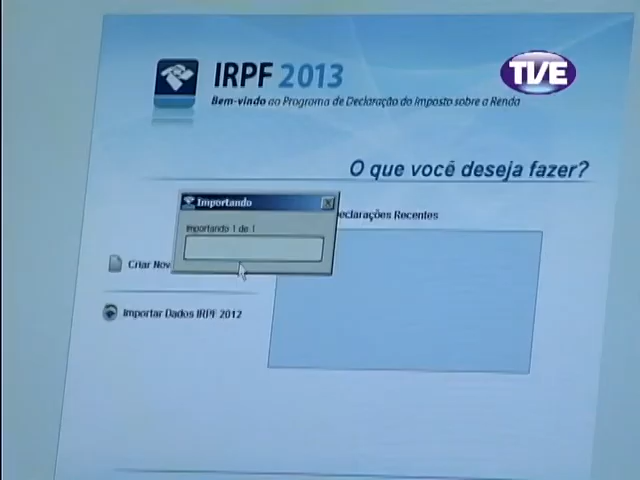 IRPF 2013
TVE
Bem-vindo ao Programa de Declaração do Imposto sobre a Renda
O que você deseja fazer?
Importando
eclarações Recentes
Importando 1 de 1
Criar Nov
Importar Dados IRPF 2012